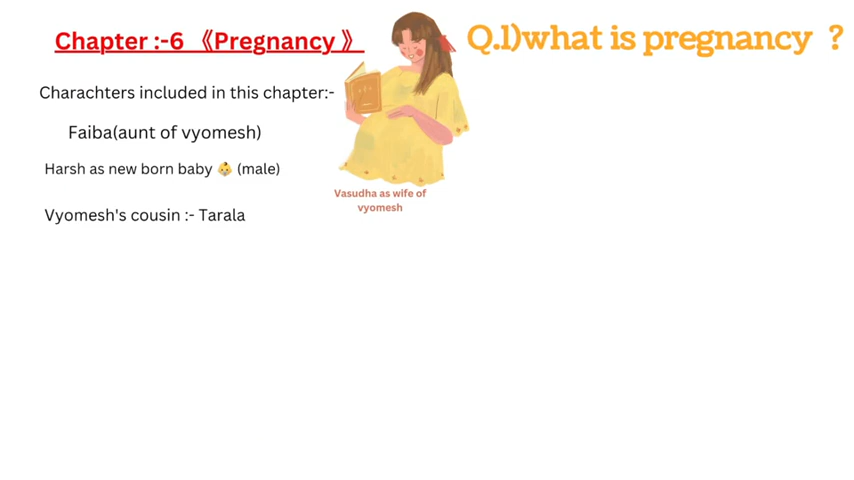 Chapter :-6 《Pregnancy 》
Q.1)what is pregnancy ?
Charachters included in this chapter:-
Faiba(aunt of vyomesh)
Harsh as new born baby 👶 (male)
Vasudha as wife of
vyomesh
Vyomesh's cousin :- Tarala